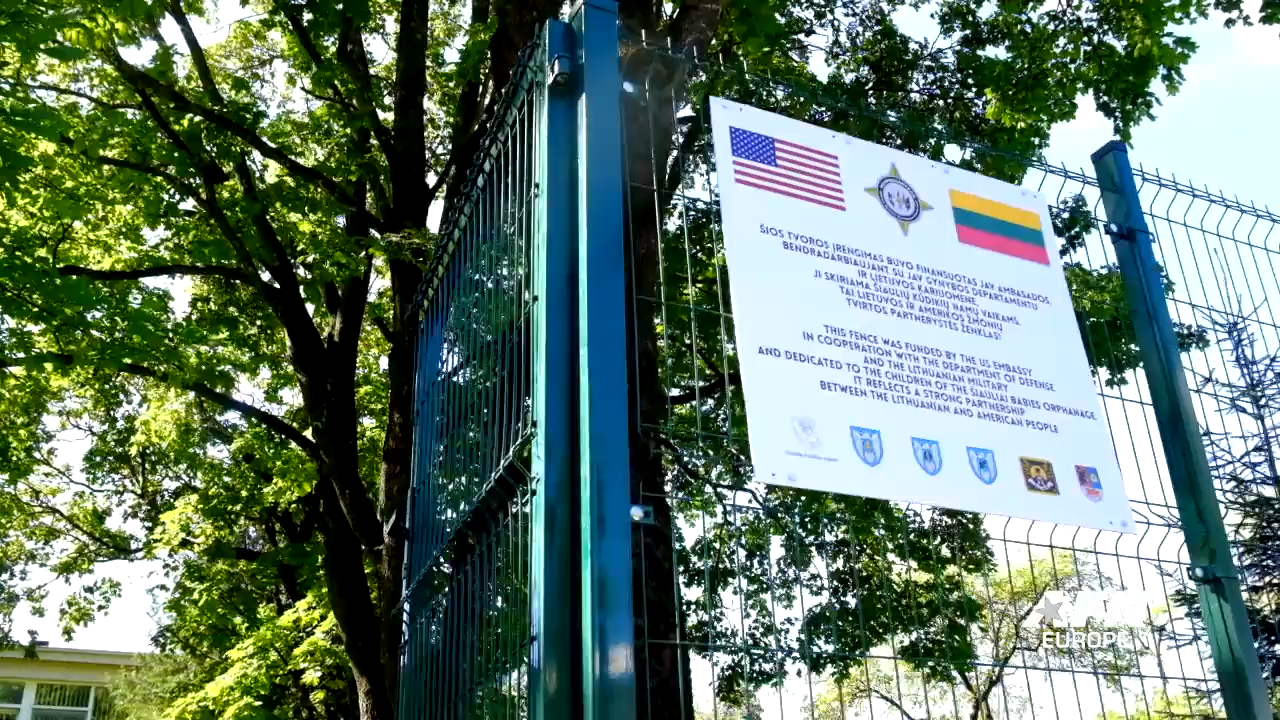 ŠIOS TVOROS ĮRENGIMAS BUVO FINANSUOTAS JAV AMBASADOS,
BENDRADARBIAUJANT SU JAV GYNYBOS DEPARTAMENTU
IR LIETUVOS KARIUOMENE.
JI SKIRIAMA ŠIAULIŲ KŪDIKIŲ NAMŲ VAIKAMS.
TAI LIETUVOS IR AMERIKOS ŽMONIŲ
TVIRTOS PARTNERYSTĖS ŽENKLAS!
THIS FENCE WAS FUNDED BY THE US EMBASSY
IN COOPERATION WITH THE DEPARTMENT OF DEFENSE
AND THE LITHUANIAN MILITARY
AND DEDICATED TO THE CHILDREN OF THE ŠIAULIAI BABIES ORPHANAGE
IT REFLECTS A STRONG PARTNERSHIP
BETWEEN THE LITHUANIAN AND AMERICAN PEOPLE
AFN
EUROPE